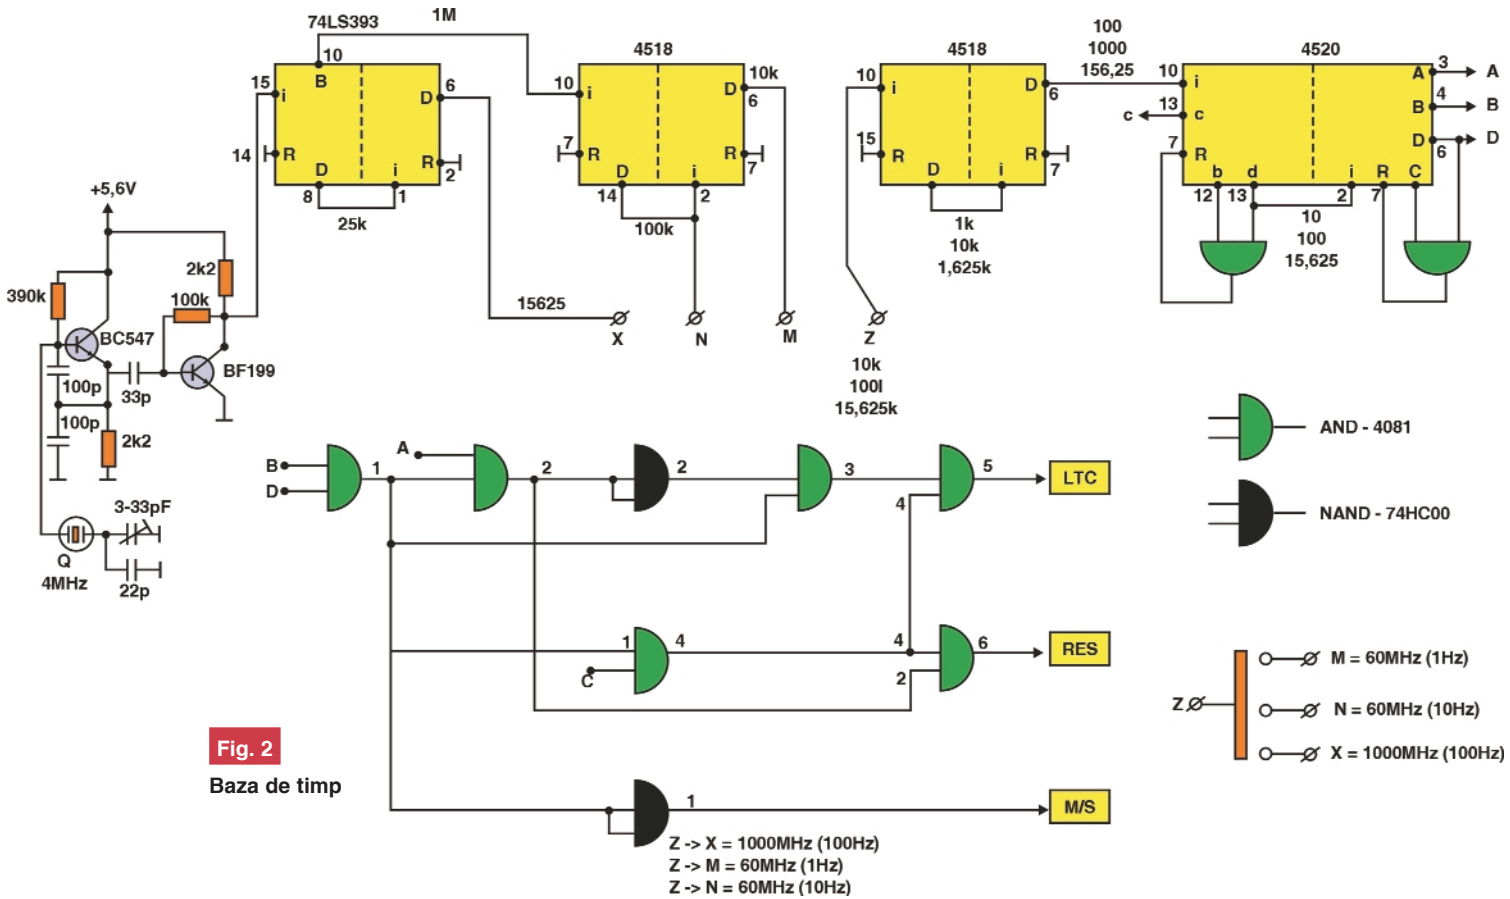 74LS393
1M
10
B
15
i
6
D
14
R
R
2
D
i
8
1
25k
4518
10
i
10k
D
6
7
R
R
7
D
i
14
2
100k
4518
10
i
D
6
15
R
R
7
D
i
1k
10k
1,625k
100
1000
156,25
4520
10
i
13
c
c
7
R
A
3
A
4
B
B
D
6
D
b
d
i
R
C
12
13
2
7
10
100
15,625
+5,6V
2k2
390k
100k
BC547
BF199
100p
33p
100p
2k2
3-33pF
Q
4MHz
22p
15625
X
N
M
Z
10k
100l
15,625k
B
D
1
A
2
2
3
4
5
LTC
1
C
4
4
2
6
RES
1
M/S
AND - 4081
NAND - 74HC00
Z
M = 60MHz (1Hz)
N = 60MHz (10Hz)
X = 1000MHz (100Hz)
Fig. 2
Baza de timp
Z -> X = 1000MHz (100Hz)
Z -> M = 60MHz (1Hz)
Z -> N = 60MHz (10Hz)